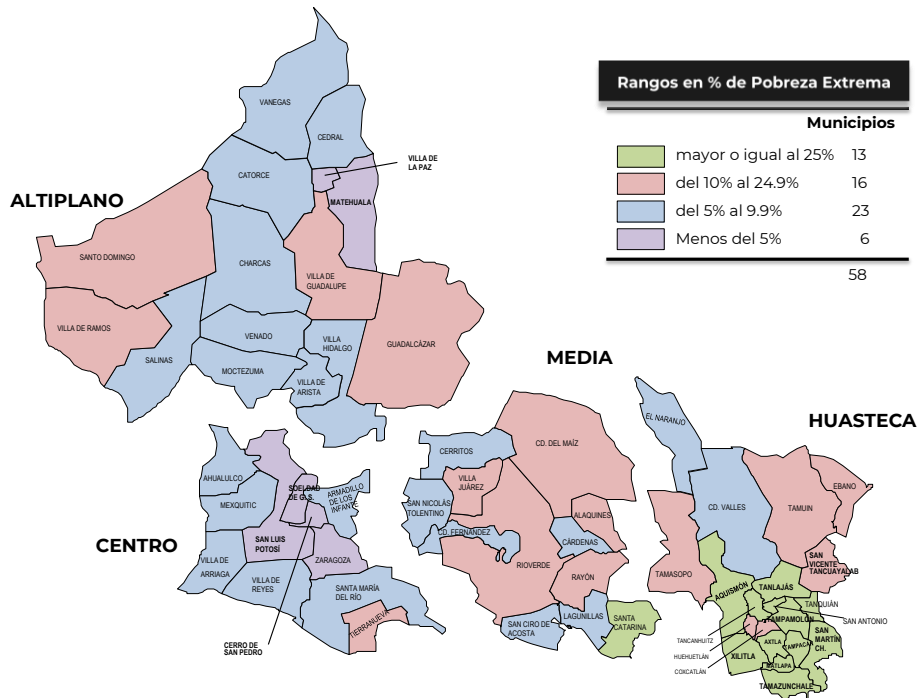 Rangos en % de Pobreza Extrema
Municipios
mayor o igual al 25% 13
del 10% al 24.9% 16
del 5% al 9.9% 23
Menos del 5% 6
58
ALTIPLANO
VANEGAS
CEDRAL
VILLA DE
LA PAZ
CATORCE
MATEHUALA
SANTO DOMINGO
CHARCAS
VILLA DE
GUADALUPE
VILLA DE RAMOS
SALINAS
VENADO
VILLA
HIDALGO
GUADALCÁZAR
MOCTEZUMA
VILLA DE
ARISTA
CENTRO
AHUALULCO
SOLEDAD
DE G.S.
ARMADILLO
DE LOS
INFANTE
MEXQUITIC
SAN LUIS
POTOSÍ
ZARAGOZA
VILLA DE
ARRIAGA
VILLA DE
REYES
SANTA MARÍA
DEL RÍO
TIERRANUEVA
CERRO DE
SAN PEDRO
MEDIA
CD. DEL MAÍZ
CERRITOS
VILLA
JUÁREZ
SAN NICOLÁS
TOLENTINO
ALAQUINES
CD. FERNÁNDEZ
CÁRDENAS
RIOVERDE
RAYÓN
SAN CIRO DE
ACOSTA
LAGUNILLAS
SANTA
CATARINA
HUASTECA
EL NARANJO
CD. VALLES
TAMUIN
EBANO
TAMASOPO
SAN
VICENTE
TANCUAYALAB
AQUISMÓN
TANLAJÁS
TANQUIÁN
TAMPAMOLÓN
SAN ANTONIO
TANCANHUITZ
HUEHUETLÁN
COXCATLÁN
AXTLA
TAMPACAN
SAN
MARTÍN
CH.
XILITLA
MATLAPA
TAMAZUNCHALE